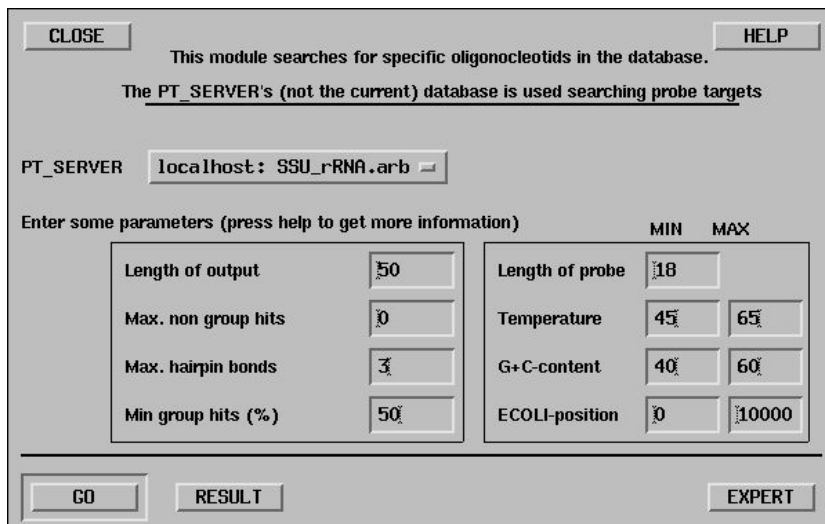 CLOSE HELP
This module searches for specific oligonocleotids in the database.
The PT_SERVER's (not the current) database is used searching probe targets
PT_SERVER localhost: SSU_rRNA.arb
Enter some parameters (press help to get more information) MIN MAX
Length of output 50 Length of probe 18
Max. non group hits 0 Temperature 45 65
Max. hairpin bonds 3 G+C-content 40 60
Min group hits (%) 50 ECOLI-position 0 10000
GO RESULT EXPERT